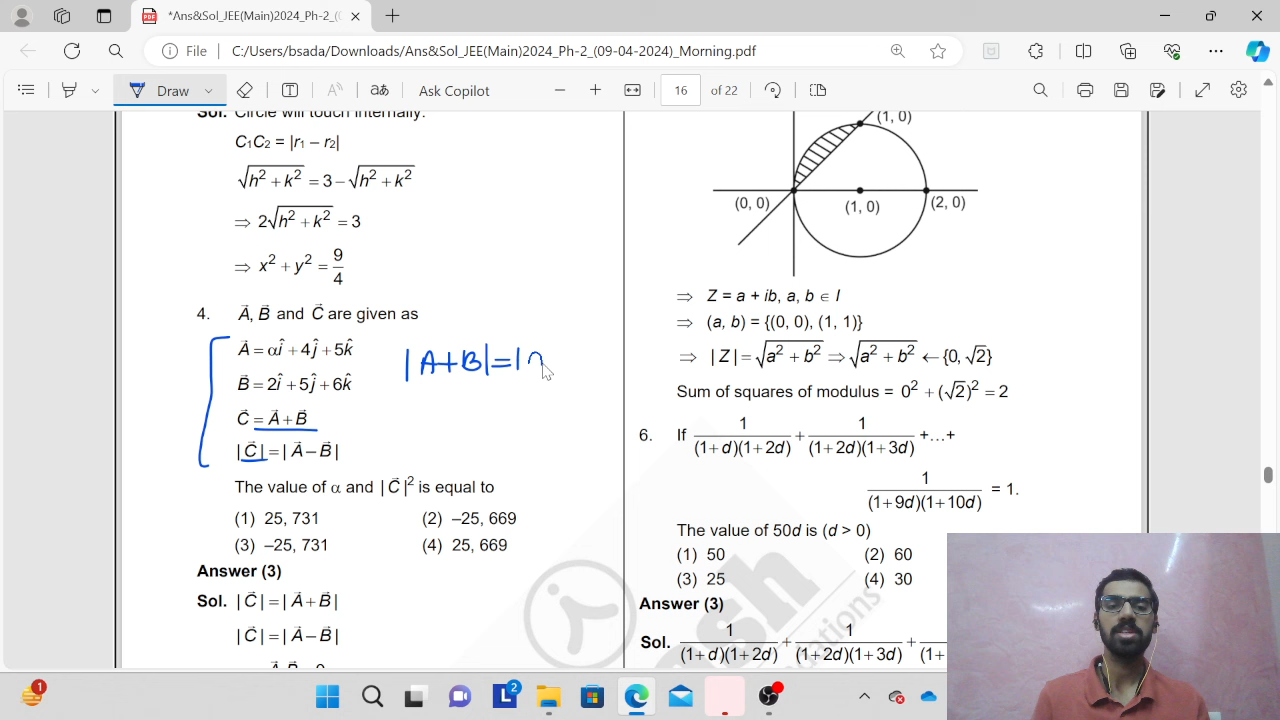 *Ans&Sol_JEE(Main)2024_Ph-2_(
File
C:/Users/bsada/Downloads/Ans&Sol_JEE(Main)2024_Ph-2_(09-04-2024)_Morning.pdf
Draw
Ask Copilot
16 of 22
Sol. Circle will touch internally.
C₁C₂ = |r₁ – r₂|
√(h² + k²) = 3 – √(h² + k²)
⇒ 2√(h² + k²) = 3
⇒ x² + y² = 9/4
4. A⃗, B⃗ and C⃗ are given as
A⃗ = αî + 4ĵ + 5k̂
B⃗ = 2î + 5ĵ + 6k̂
C⃗ = A⃗ + B⃗
|C⃗| = |A⃗ – B⃗|
|A+B|=|
The value of α and |C⃗|² is equal to
(1) 25, 731
(2) –25, 669
(3) –25, 731
(4) 25, 669
Answer (3)
Sol. |C⃗| = |A⃗ + B⃗|
|C⃗| = |A⃗ – B⃗|
(1, 0)
(0, 0)
(1, 0)
(2, 0)
⇒ Z = a + ib, a, b ∈ I
⇒ (a, b) = {(0, 0), (1, 1)}
⇒ |Z| = √(a² + b²) ⇒ √(a² + b²) ← {0, √2}
Sum of squares of modulus = 0² + (√2)² = 2
6. If 1/((1+d)(1+2d)) + 1/((1+2d)(1+3d)) +…+
1/((1+9d)(1+10d)) = 1.
The value of 50d is (d > 0)
(1) 50
(2) 60
(3) 25
(4) 30
Answer (3)
Sol. 1/((1+d)(1+2d)) + 1/((1+2d)(1+3d)) +
1
2